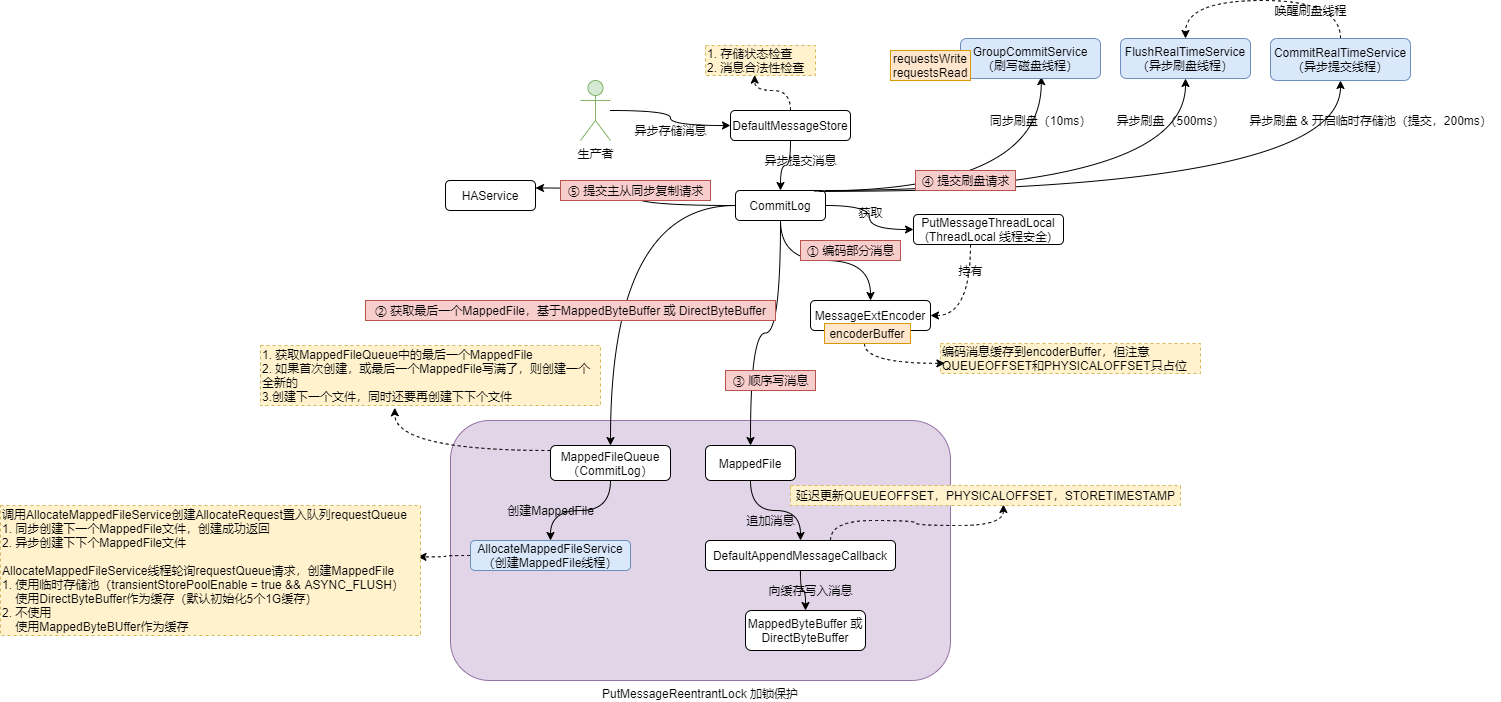 唤醒刷盘线程
GroupCommitService
（刷写磁盘线程）
requestsWrite
requestsRead
FlushRealTimeService
（异步刷盘线程）
CommitRealTimeService
（异步提交线程）
1. 存储状态检查
2. 消息合法性检查
生产者
异步存储消息
DefaultMessageStore
同步刷盘（10ms）
异步刷盘（500ms）
异步刷盘 & 开启临时存储池（提交，200ms）
异步提交消息
④ 提交刷盘请求
HAService
⑤ 提交主从同步复制请求
CommitLog
获取
PutMessageThreadLocal
（ThreadLocal 线程安全）
① 编码部分消息
持有
② 获取最后一个MappedFile，基于MappedByteBuffer 或 DirectByteBuffer
MessageExtEncoder
encoderBuffer
编码消息缓存到encoderBuffer，但注意
QUEUEOFFSET和PHYSICALOFFSET只占位
1. 获取MappedFileQueue中的最后一个MappedFile
2. 如果首次创建，或最后一个MappedFile写满了，则创建一个
全新的
3.创建下一个文件，同时还要再创建下下个文件
③ 顺序写消息
MappedFileQueue
（CommitLog）
MappedFile
延迟更新QUEUEOFFSET，PHYSICALOFFSET，STORETIMESTAMP
创建MappedFile
追加消息
调用AllocateMappedFileService创建AllocateRequest置入队列requestQueue
1. 同步创建下一个MappedFile文件，创建成功返回
2. 异步创建下下个MappedFile文件
AllocateMappedFileService线程轮询requestQueue请求，创建MappedFile
1. 使用临时存储池（transientStorePoolEnable = true && ASYNC_FLUSH）
使用DirectByteBuffer作为缓存（默认初始化5个1G缓存）
2. 不使用
使用MappedByteBUffer作为缓存
AllocateMappedFileService
（创建MappedFile线程）
DefaultAppendMessageCallback
向缓存写入消息
MappedByteBuffer 或
DirectByteBuffer
PutMessageReentrantLock 加锁保护